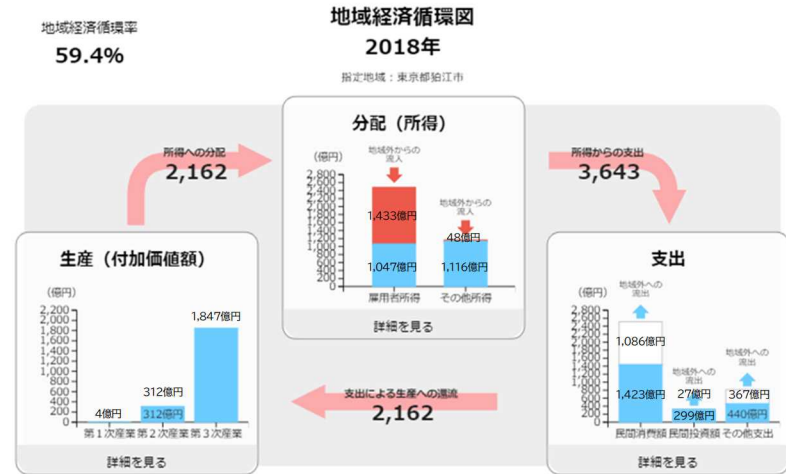 地域経済循環図
2018年
指定地域：東京都狛江市
地域経済循環率
59.4%
所得への分配
2,162
分配（所得）
(億円)
2,800
2,600
2,400
2,200
2,000
1,800
1,600
1,400
1,200
1,000
800
600
400
200
0
地域外からの
流入
1,433億円
1,047億円
地域外からの
流入
48億円
1,116億円
雇用者所得
その他所得
詳細を見る
所得からの支出
3,643
生産（付加価値額）
(億円)
2,200
2,000
1,800
1,600
1,400
1,200
1,000
800
600
400
200
0
4億円
312億円
312億円
1,847億円
第1次産業
第2次産業
第3次産業
詳細を見る
支出による生産への還流
2,162
支出
(億円)
2,800
2,600
2,400
2,200
2,000
1,800
1,600
1,400
1,200
1,000
800
600
400
200
0
地域外への
流出
1,086億円
1,423億円
地域外への
流出
27億円
299億円
地域外への
流出
367億円
440億円
民間消費額
民間投資額
その他支出
詳細を見る